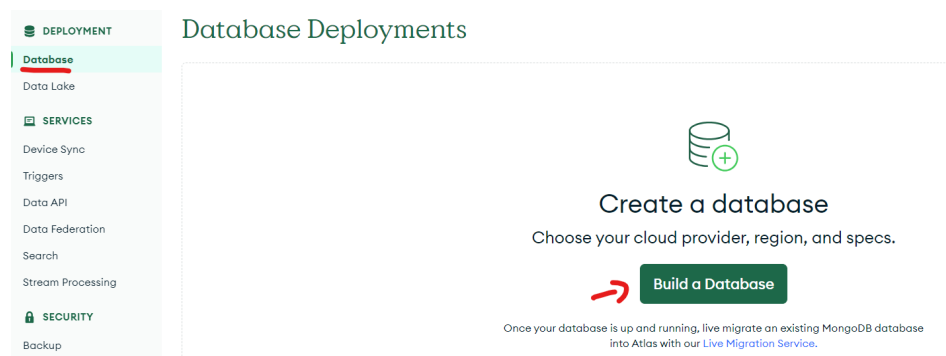 DEPLOYMENT
Database
Data Lake
SERVICES
Device Sync
Triggers
Data API
Data Federation
Search
Stream Processing
SECURITY
Backup
Database Deployments
Create a database
Choose your cloud provider, region, and specs.
Build a Database
Once your database is up and running, live migrate an existing MongoDB database
into Atlas with our Live Migration Service.